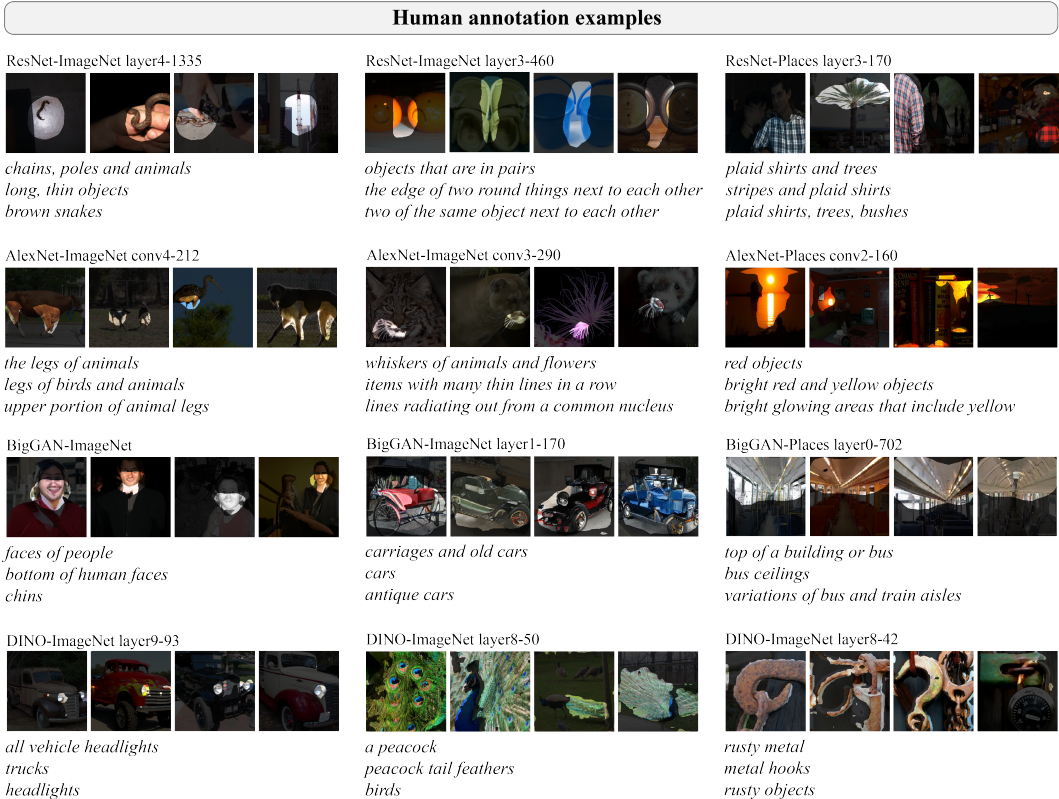 Human annotation examples
ResNet-ImageNet layer4-1335
chains, poles and animals
long, thin objects
brown snakes
ResNet-ImageNet layer3-460
objects that are in pairs
the edge of two round things next to each other
two of the same object next to each other
ResNet-Places layer3-170
plaid shirts and trees
stripes and plaid shirts
plaid shirts, trees, bushes
AlexNet-ImageNet conv4-212
the legs of animals
legs of birds and animals
upper portion of animal legs
AlexNet-ImageNet conv3-290
whiskers of animals and flowers
items with many thin lines in a row
lines radiating out from a common nucleus
AlexNet-Places conv2-160
red objects
bright red and yellow objects
bright glowing areas that include yellow
BigGAN-ImageNet
faces of people
bottom of human faces
chins
BigGAN-ImageNet layer1-170
carriages and old cars
cars
antique cars
BigGAN-Places layer0-702
top of a building or bus
bus ceilings
variations of bus and train aisles
DINO-ImageNet layer9-93
all vehicle headlights
trucks
headlights
DINO-ImageNet layer8-50
a peacock
peacock tail feathers
birds
DINO-ImageNet layer8-42
rusty metal
metal hooks
rusty objects